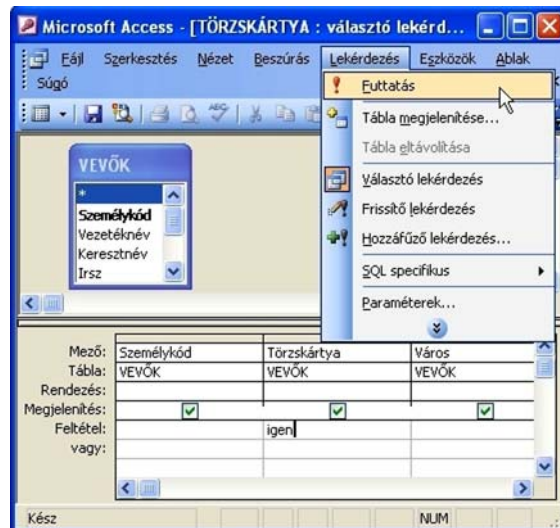 Microsoft Access - [TÖRZSKÁRTYA : választó lekérd...
Fájl Szerkesztés Nézet Beszúrás Lekérdezés Eszközök Ablak
Súgó
Futtatás
Tábla megjelenítése...
Tábla eltávolítása
Választó lekérdezés
Frissítő lekérdezés
Hozzáfűző lekérdezés...
SQL specifikus
Paraméterek...
VEVŐK
*
Személykód
Vezetéknév
Keresztnév
Irsz
Mező: Személykód Törzskártya Város
Tábla: VEVŐK VEVŐK VEVŐK
Rendezés:
Megjelenítés:
Feltétel: igen
vagy:
Kész NUM